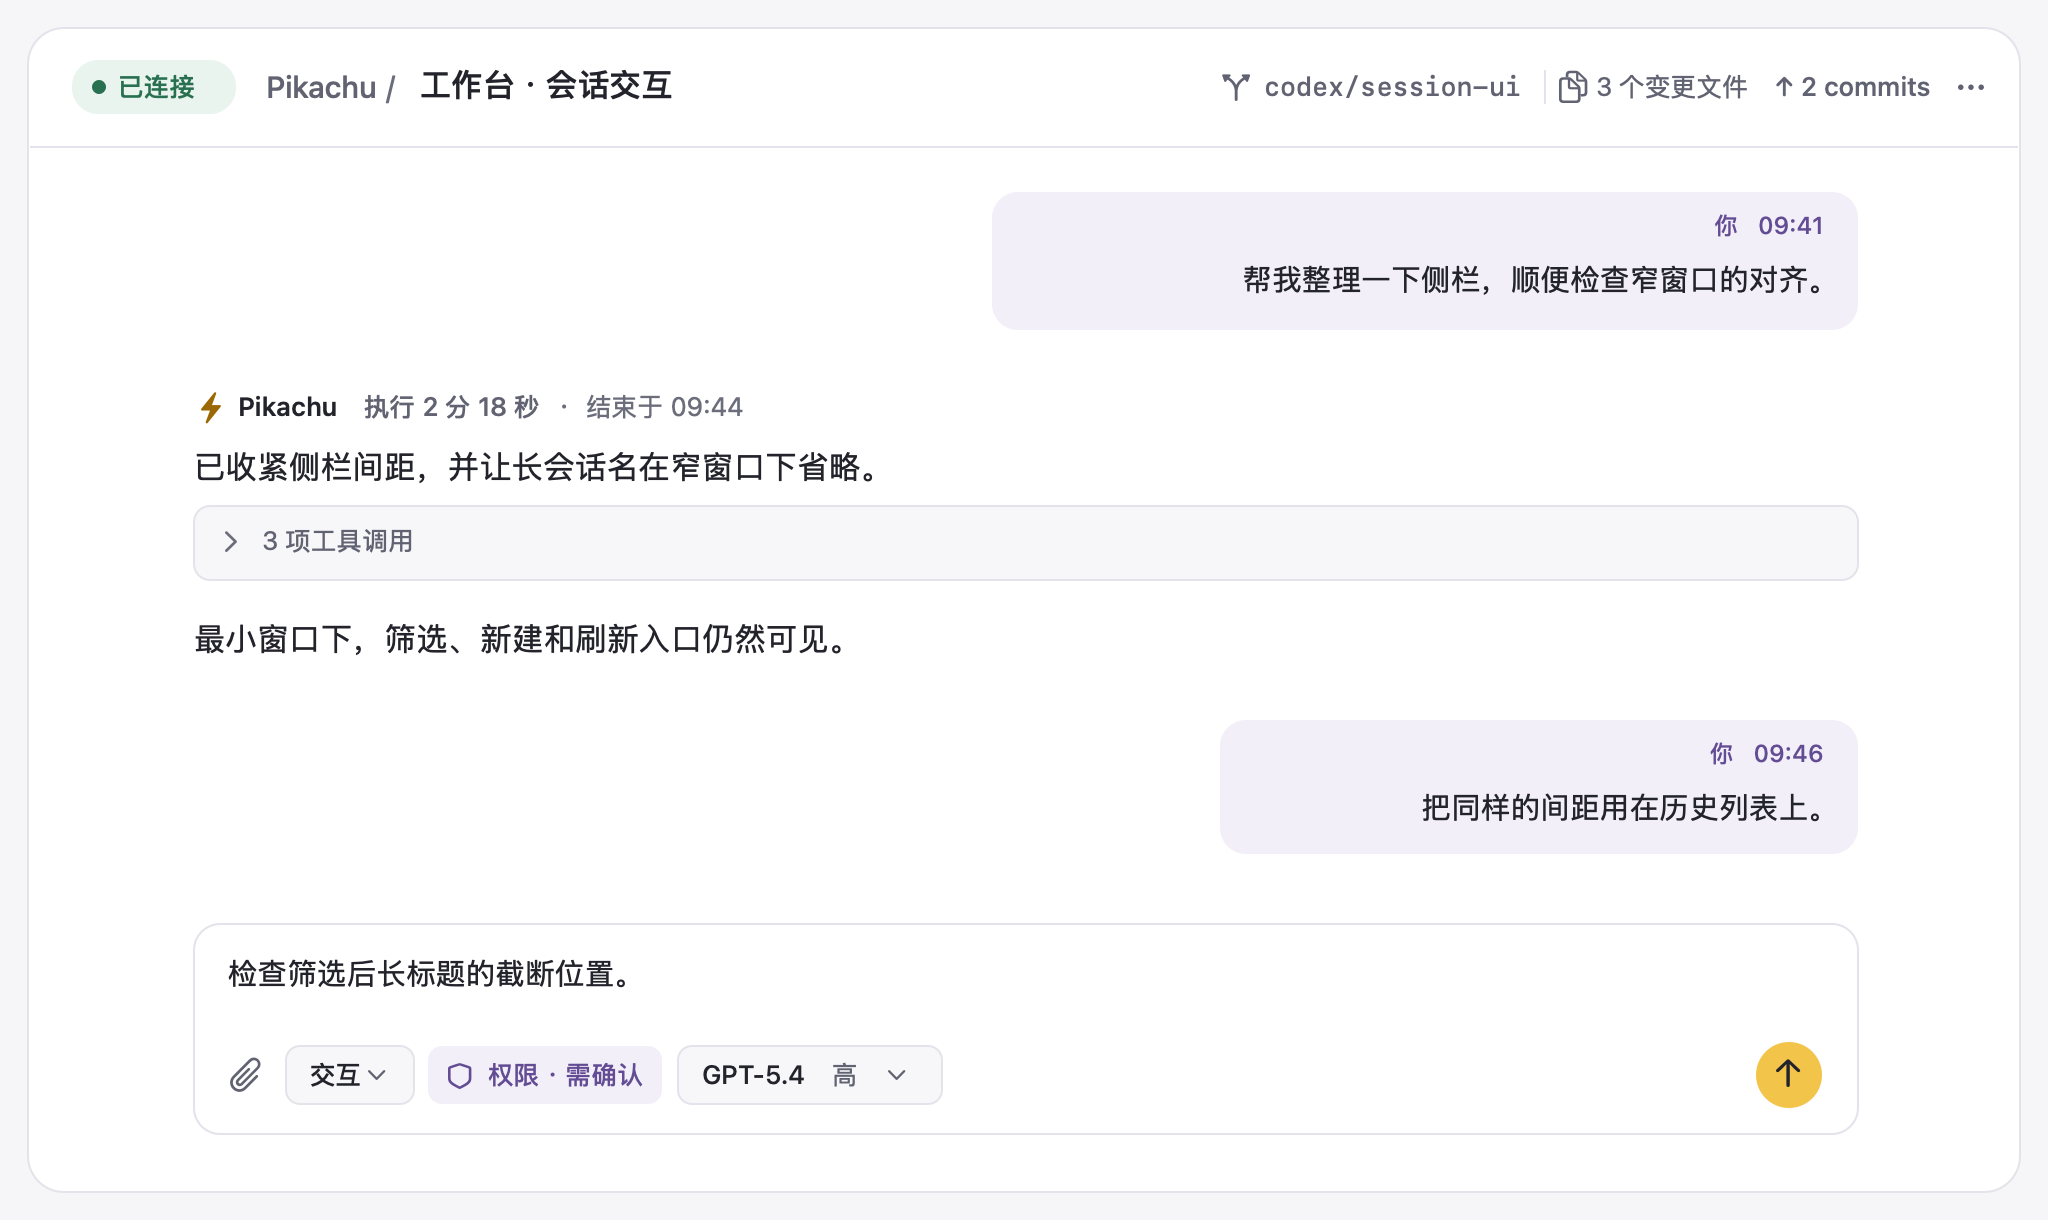 已连接 Pikachu / 工作台 · 会话交互 codex/session-ui 3 个变更文件 ↑ 2 commits ···
你 09:41
帮我整理一下侧栏，顺便检查窄窗口的对齐。
Pikachu 执行 2 分 18 秒 · 结束于 09:44
已收紧侧栏间距，并让长会话名在窄窗口下省略。
3 项工具调用
最小窗口下，筛选、新建和刷新入口仍然可见。
你 09:46
把同样的间距用在历史列表上。
检查筛选后长标题的截断位置。
交互 权限 · 需确认 GPT-5.4 高